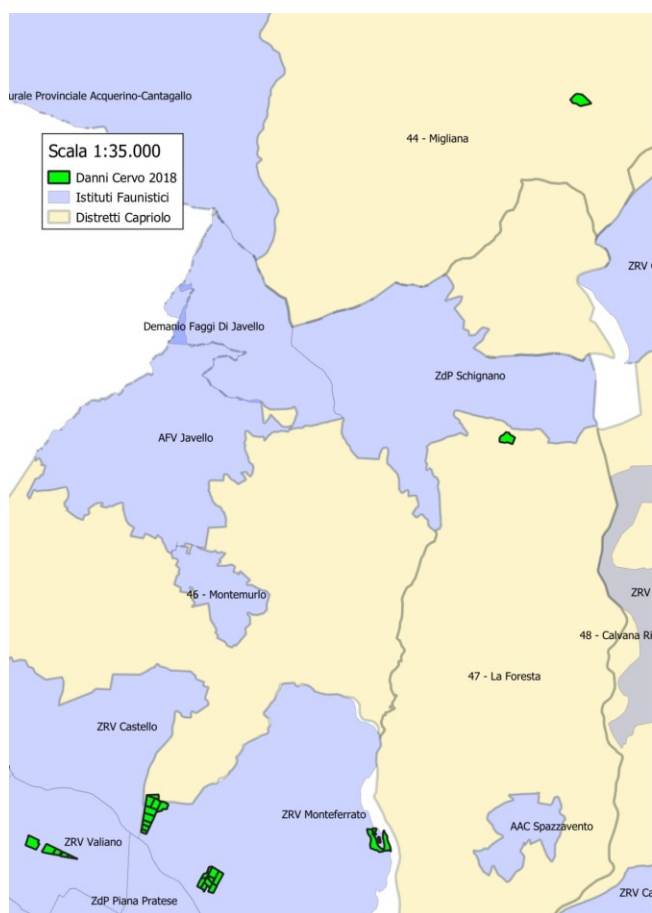 urale Provinciale Acquerino-Cantagallo
44 - Migliana
Scala 1:35.000
Danni Cervo 2018
Istituti Faunistici
Distretti Capriolo
ZRV
Demanio Faggi Di Javello
ZdP Schignano
AFV Javello
46 - Montemurlo
ZRV
48 - Calvana Ri
47 - La Foresta
ZRV Castello
ZRV Monteferrato
AAC Spazzavento
ZRV Valiano
ZdP Piana Pratese
ZRV Ca